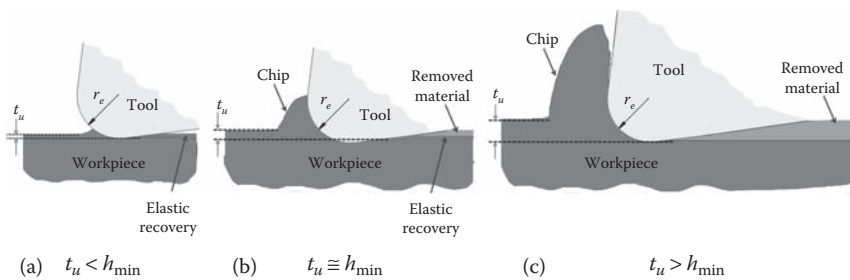 t_u
r_e
Tool
Workpiece
Elastic
recovery
(a) t_u < h_min
Chip
t_u
r_e
Tool
Removed
material
Workpiece
Elastic
recovery
(b) t_u ≅ h_min
Chip
t_u
r_e
Tool
Removed
material
Workpiece
(c) t_u > h_min